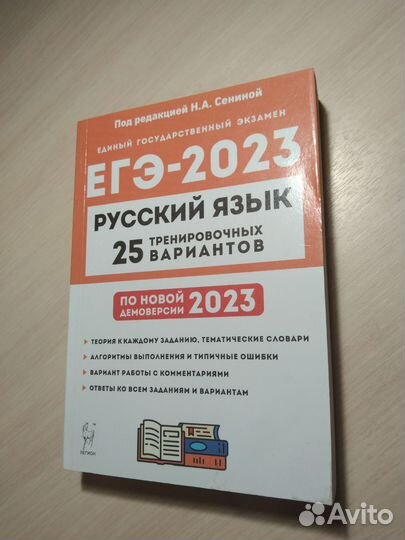 Под редакцией Н.А. Сениной
ЕДИНЫЙ ГОСУДАРСТВЕННЫЙ ЭКЗАМЕН
ЕГЭ-2023
РУССКИЙ ЯЗЫК
25 ТРЕНИРОВОЧНЫХ
ВАРИАНТОВ
ПО НОВОЙ
ДЕМОВЕРСИИ 2023
ТЕОРИЯ К КАЖДОМУ ЗАДАНИЮ, ТЕМАТИЧЕСКИЕ СЛОВАРИ
АЛГОРИТМЫ ВЫПОЛНЕНИЯ И ТИПИЧНЫЕ ОШИБКИ
ВАРИАНТ РАБОТЫ С КОММЕНТАРИЯМИ
ОТВЕТЫ КО ВСЕМ ЗАДАНИЯМ И ВАРИАНТАМ
ЛЕГИОН
Avito